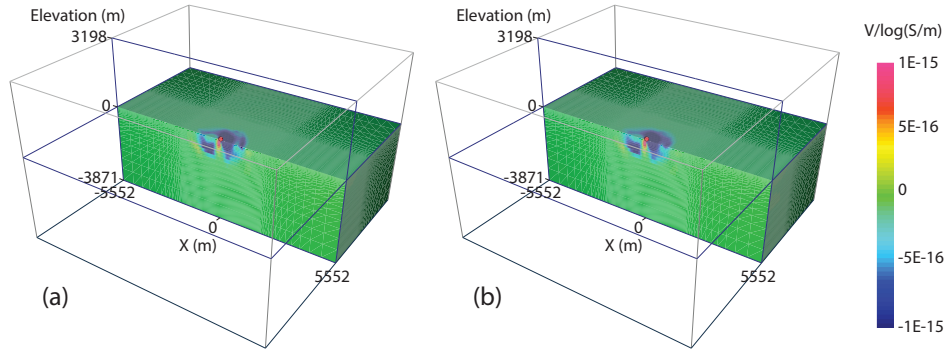 Elevation (m)
3198
0
-3871
-5552
0
X (m)
5552
(a)
Elevation (m)
3198
0
-3871
-5552
0
X (m)
5552
(b)
V/log(S/m)
1E-15
5E-16
0
-5E-16
-1E-15